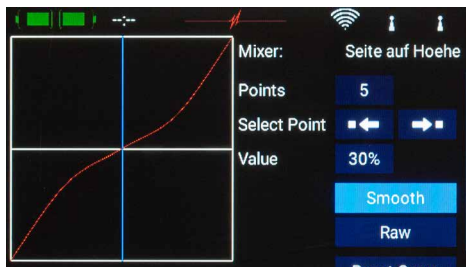 --:--
Mixer: Seite auf Hoehe
Points 5
Select Point
Value 30%
Smooth
Raw